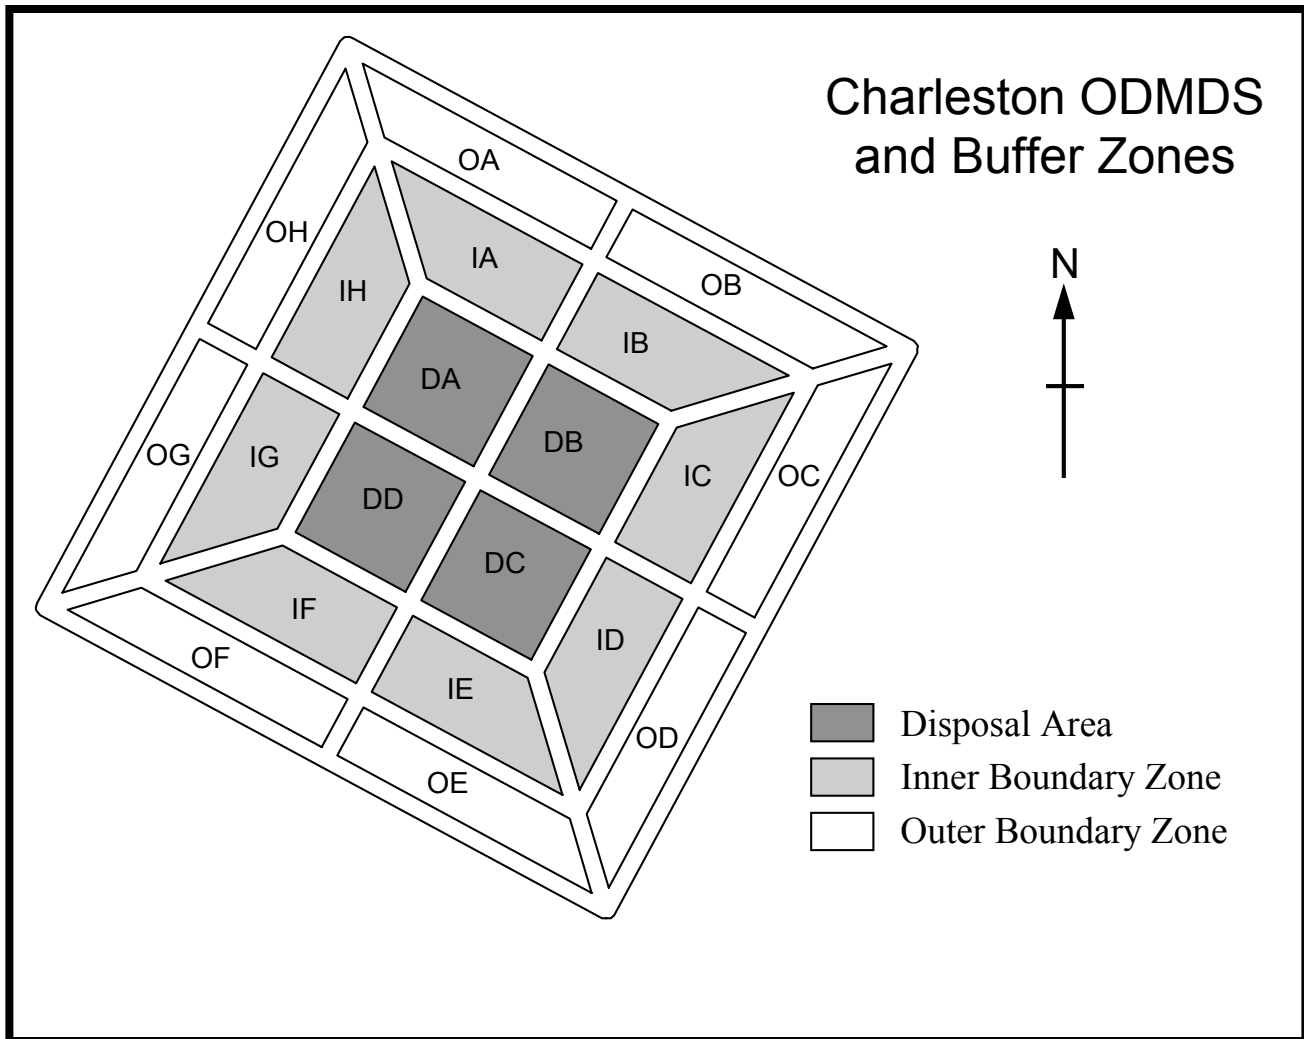 Charleston ODMDS
and Buffer Zones
N
OA
OH
IA
OB
IH
IB
DA
DB
OG
IG
IC
OC
DD
DC
IF
ID
OF
IE
OD
OE
Disposal Area
Inner Boundary Zone
Outer Boundary Zone